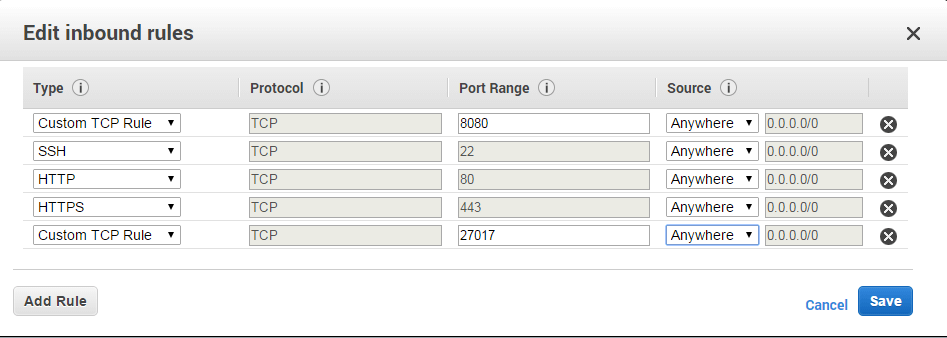 Edit inbound rules
Type Protocol Port Range Source
Custom TCP Rule TCP 8080 Anywhere 0.0.0.0/0
SSH TCP 22 Anywhere 0.0.0.0/0
HTTP TCP 80 Anywhere 0.0.0.0/0
HTTPS TCP 443 Anywhere 0.0.0.0/0
Custom TCP Rule TCP 27017 Anywhere 0.0.0.0/0
Add Rule Cancel Save